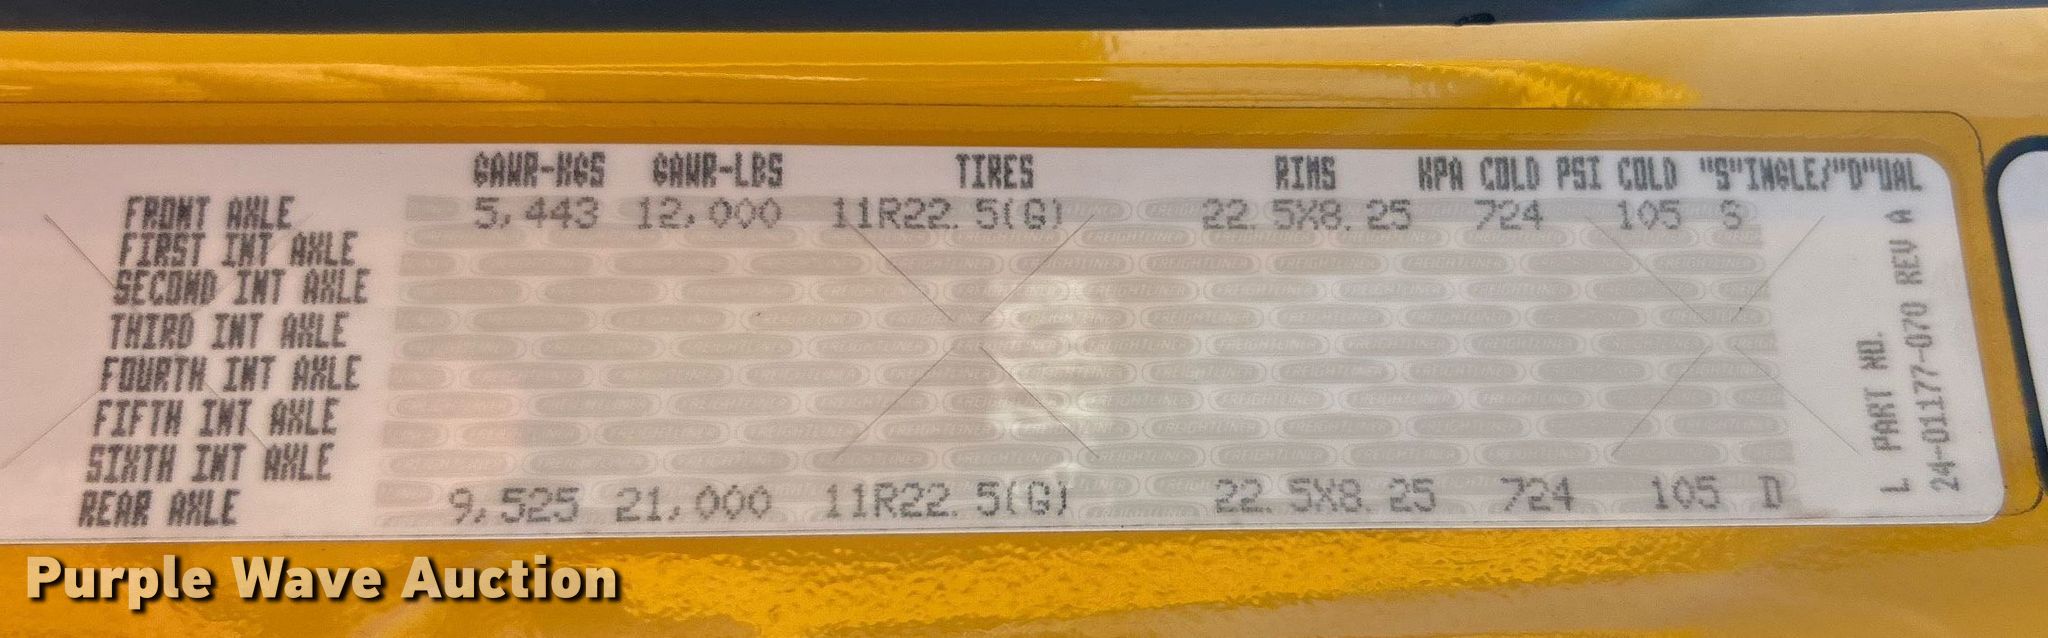 GAWR-KGS GAWR-LBS TIRES RIMS KPA COLD PSI COLD "S"INGLE/"D"UAL
FRONT AXLE 5,443 12,000 11R22.5(G) 22.5X8.25 724 105 S
FIRST INT AXLE
SECOND INT AXLE
THIRD INT AXLE
FOURTH INT AXLE
FIFTH INT AXLE
SIXTH INT AXLE
REAR AXLE 9,525 21,000 11R22.5(G) 22.5X8.25 724 105 D
L PART NO.
24-01177-070 REV A
FREIGHTLINER
Purple Wave Auction